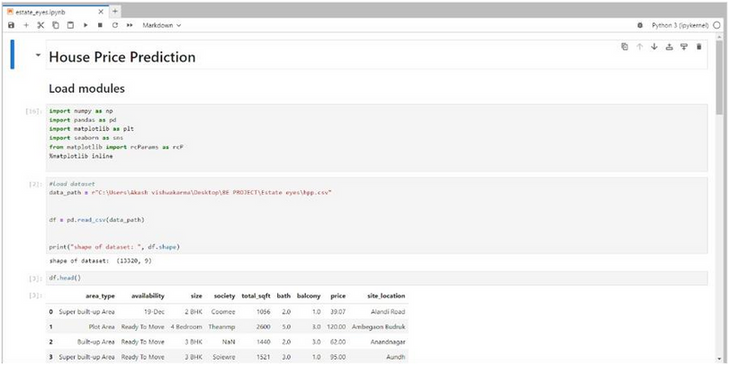 estate_eyes.ipynb
Markdown
Python 3 (ipykernel)
House Price Prediction
Load modules
import numpy as np
import pandas as pd
import matplotlib as plt
import seaborn as sns
from matplotlib import rcParams as rcP
%matplotlib inline
[2]:
#Load dataset
data_path = r"C:\Users\Akash vishwakarma\Desktop\BE PROJECT\Estate eyes\hpp.csv"
df = pd.read_csv(data_path)
print("shape of dataset: ", df.shape)
shape of dataset: (13320, 9)
[3]: df.head()
[3]: area_type availability size society total_sqft bath balcony price site_location
0 Super built-up Area 19-Dec 2 BHK Coomee 1056 2.0 1.0 39.07 Alandi Road
1 Plot Area Ready To Move 4 Bedroom Theanmp 2600 5.0 3.0 120.00 Ambegaon Budruk
2 Built-up Area Ready To Move 3 BHK NaN 1440 2.0 3.0 62.00 Anandnagar
3 Super built-up Area Ready To Move 3 BHK Soiewre 1521 3.0 1.0 95.00 Aundh